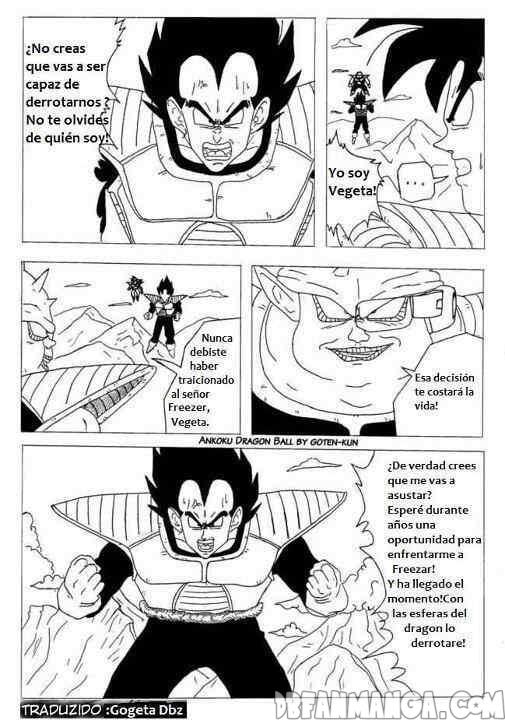 ¿No creas
que vas a ser
capaz de
derrotarnos ?
No te olvides
de quién soy!
...
Yo soy
Vegeta!
Nunca
debiste
haber
traicionado
al señor
Freezer,
Vegeta.
Esa decisión
te costará la
vida!
Ankoku Dragon Ball by goten-kun
¿De verdad crees
que me vas a
asustar?
Esperé durante
años una
oportunidad para
enfrentarme a
Freezer!
Y ha llegado el
momento!Con
las esferas del
dragon lo
derrotare!
TRADUZIDO :Gogeta Dbz
DBFANMANGA.COM